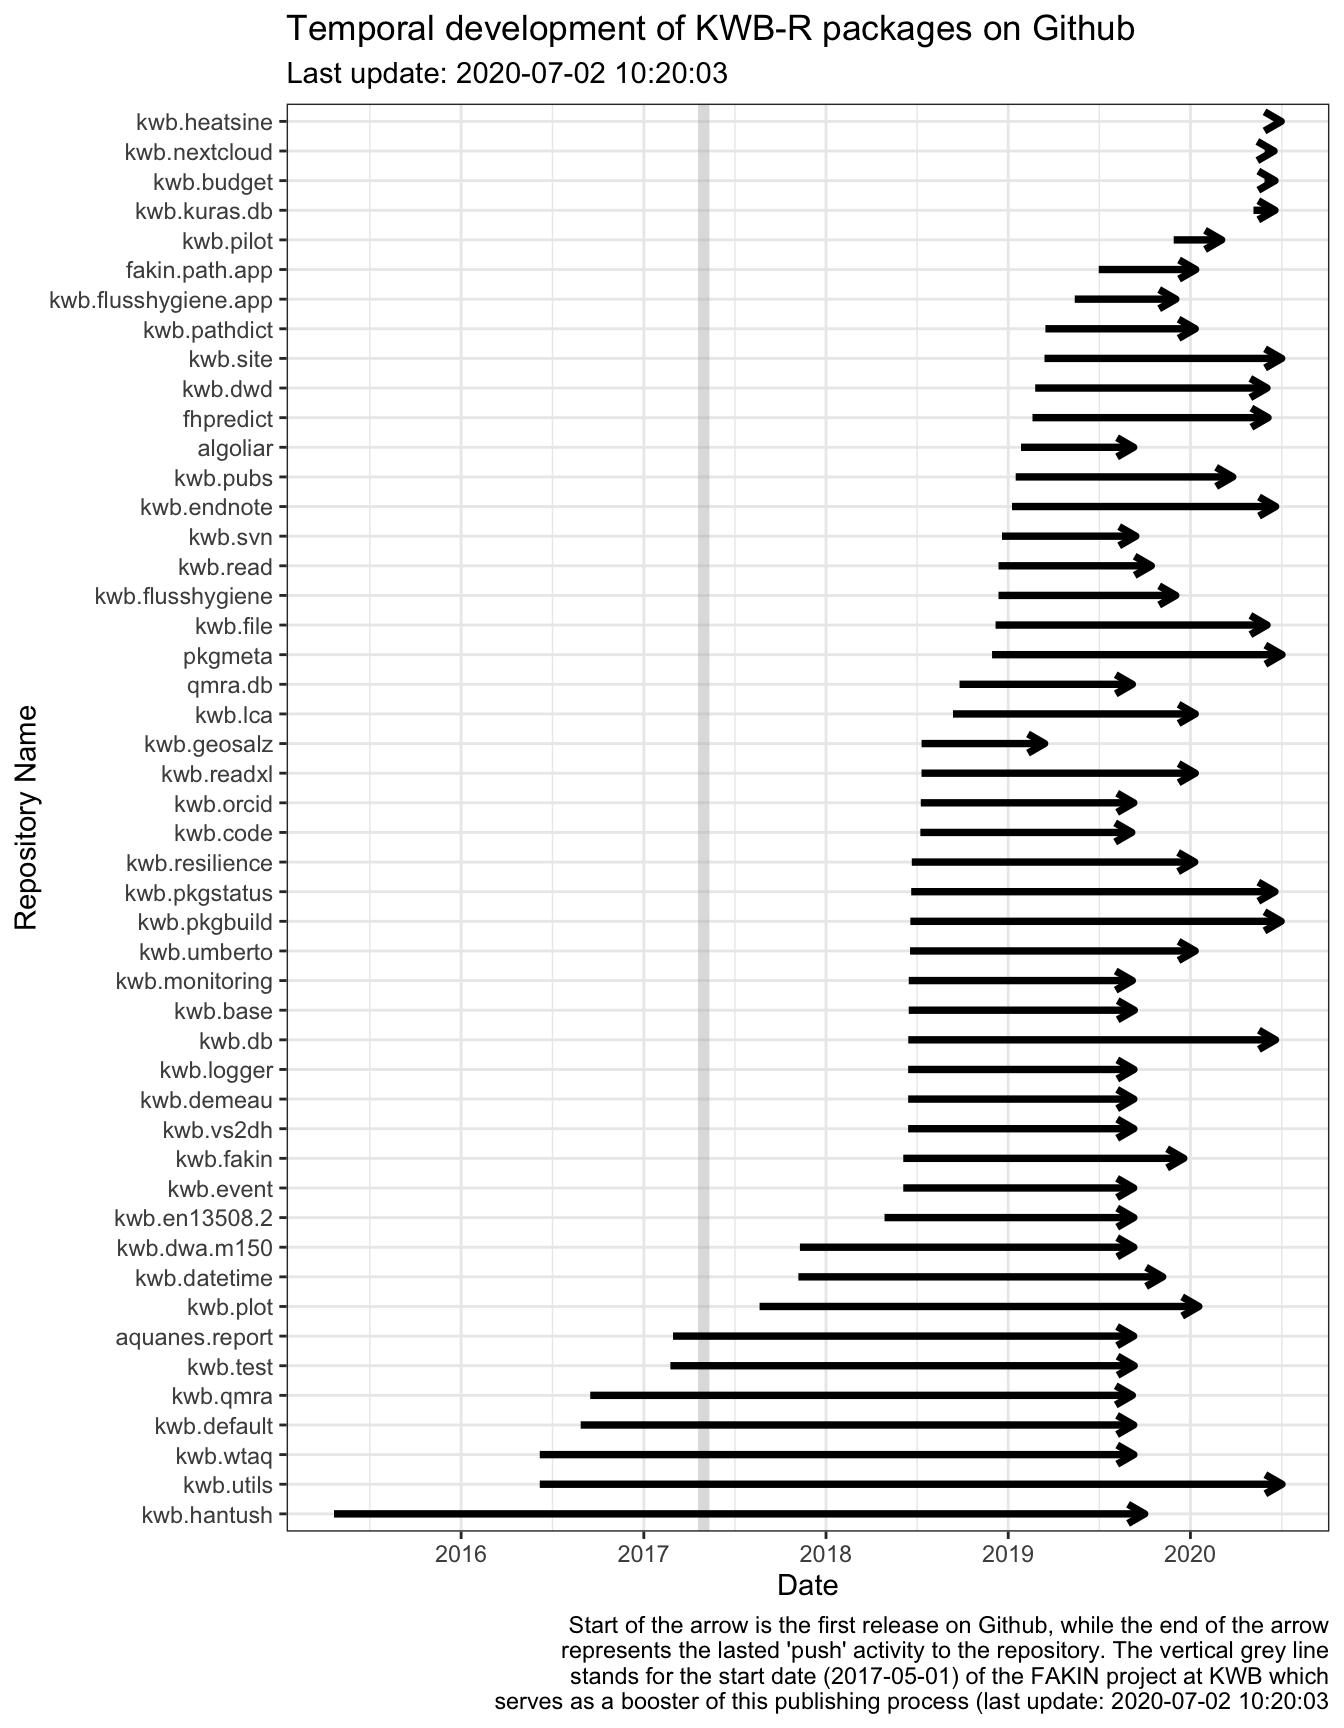 Temporal development of KWB-R packages on Github
Last update: 2020-07-02 10:20:03
Repository Name
kwb.heatsine
kwb.nextcloud
kwb.budget
kwb.kuras.db
kwb.pilot
fakin.path.app
kwb.flusshygiene.app
kwb.pathdict
kwb.site
kwb.dwd
fhpredict
algoliar
kwb.pubs
kwb.endnote
kwb.svn
kwb.read
kwb.flusshygiene
kwb.file
pkgmeta
qmra.db
kwb.lca
kwb.geosalz
kwb.readxl
kwb.orcid
kwb.code
kwb.resilience
kwb.pkgstatus
kwb.pkgbuild
kwb.umberto
kwb.monitoring
kwb.base
kwb.db
kwb.logger
kwb.demeau
kwb.vs2dh
kwb.fakin
kwb.event
kwb.en13508.2
kwb.dwa.m150
kwb.datetime
kwb.plot
aquanes.report
kwb.test
kwb.qmra
kwb.default
kwb.wtaq
kwb.utils
kwb.hantush
2016 2017 2018 2019 2020
Date
Start of the arrow is the first release on Github, while the end of the arrow
represents the lasted 'push' activity to the repository. The vertical grey line
stands for the start date (2017-05-01) of the FAKIN project at KWB which
serves as a booster of this publishing process (last update: 2020-07-02 10:20:03